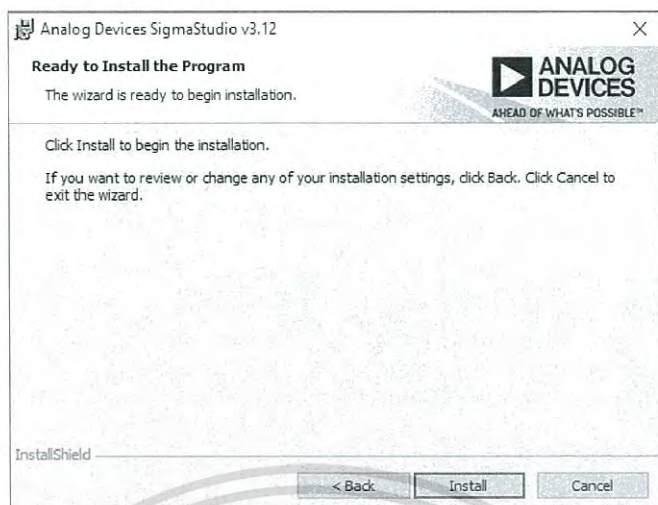 Analog Devices SigmaStudio v3.12
Ready to Install the Program
The wizard is ready to begin installation.
ANALOG
DEVICES
AHEAD OF WHAT'S POSSIBLE™
Click Install to begin the installation.
If you want to review or change any of your installation settings, click Back. Click Cancel to
exit the wizard.
InstallShield
< Back
Install
Cancel